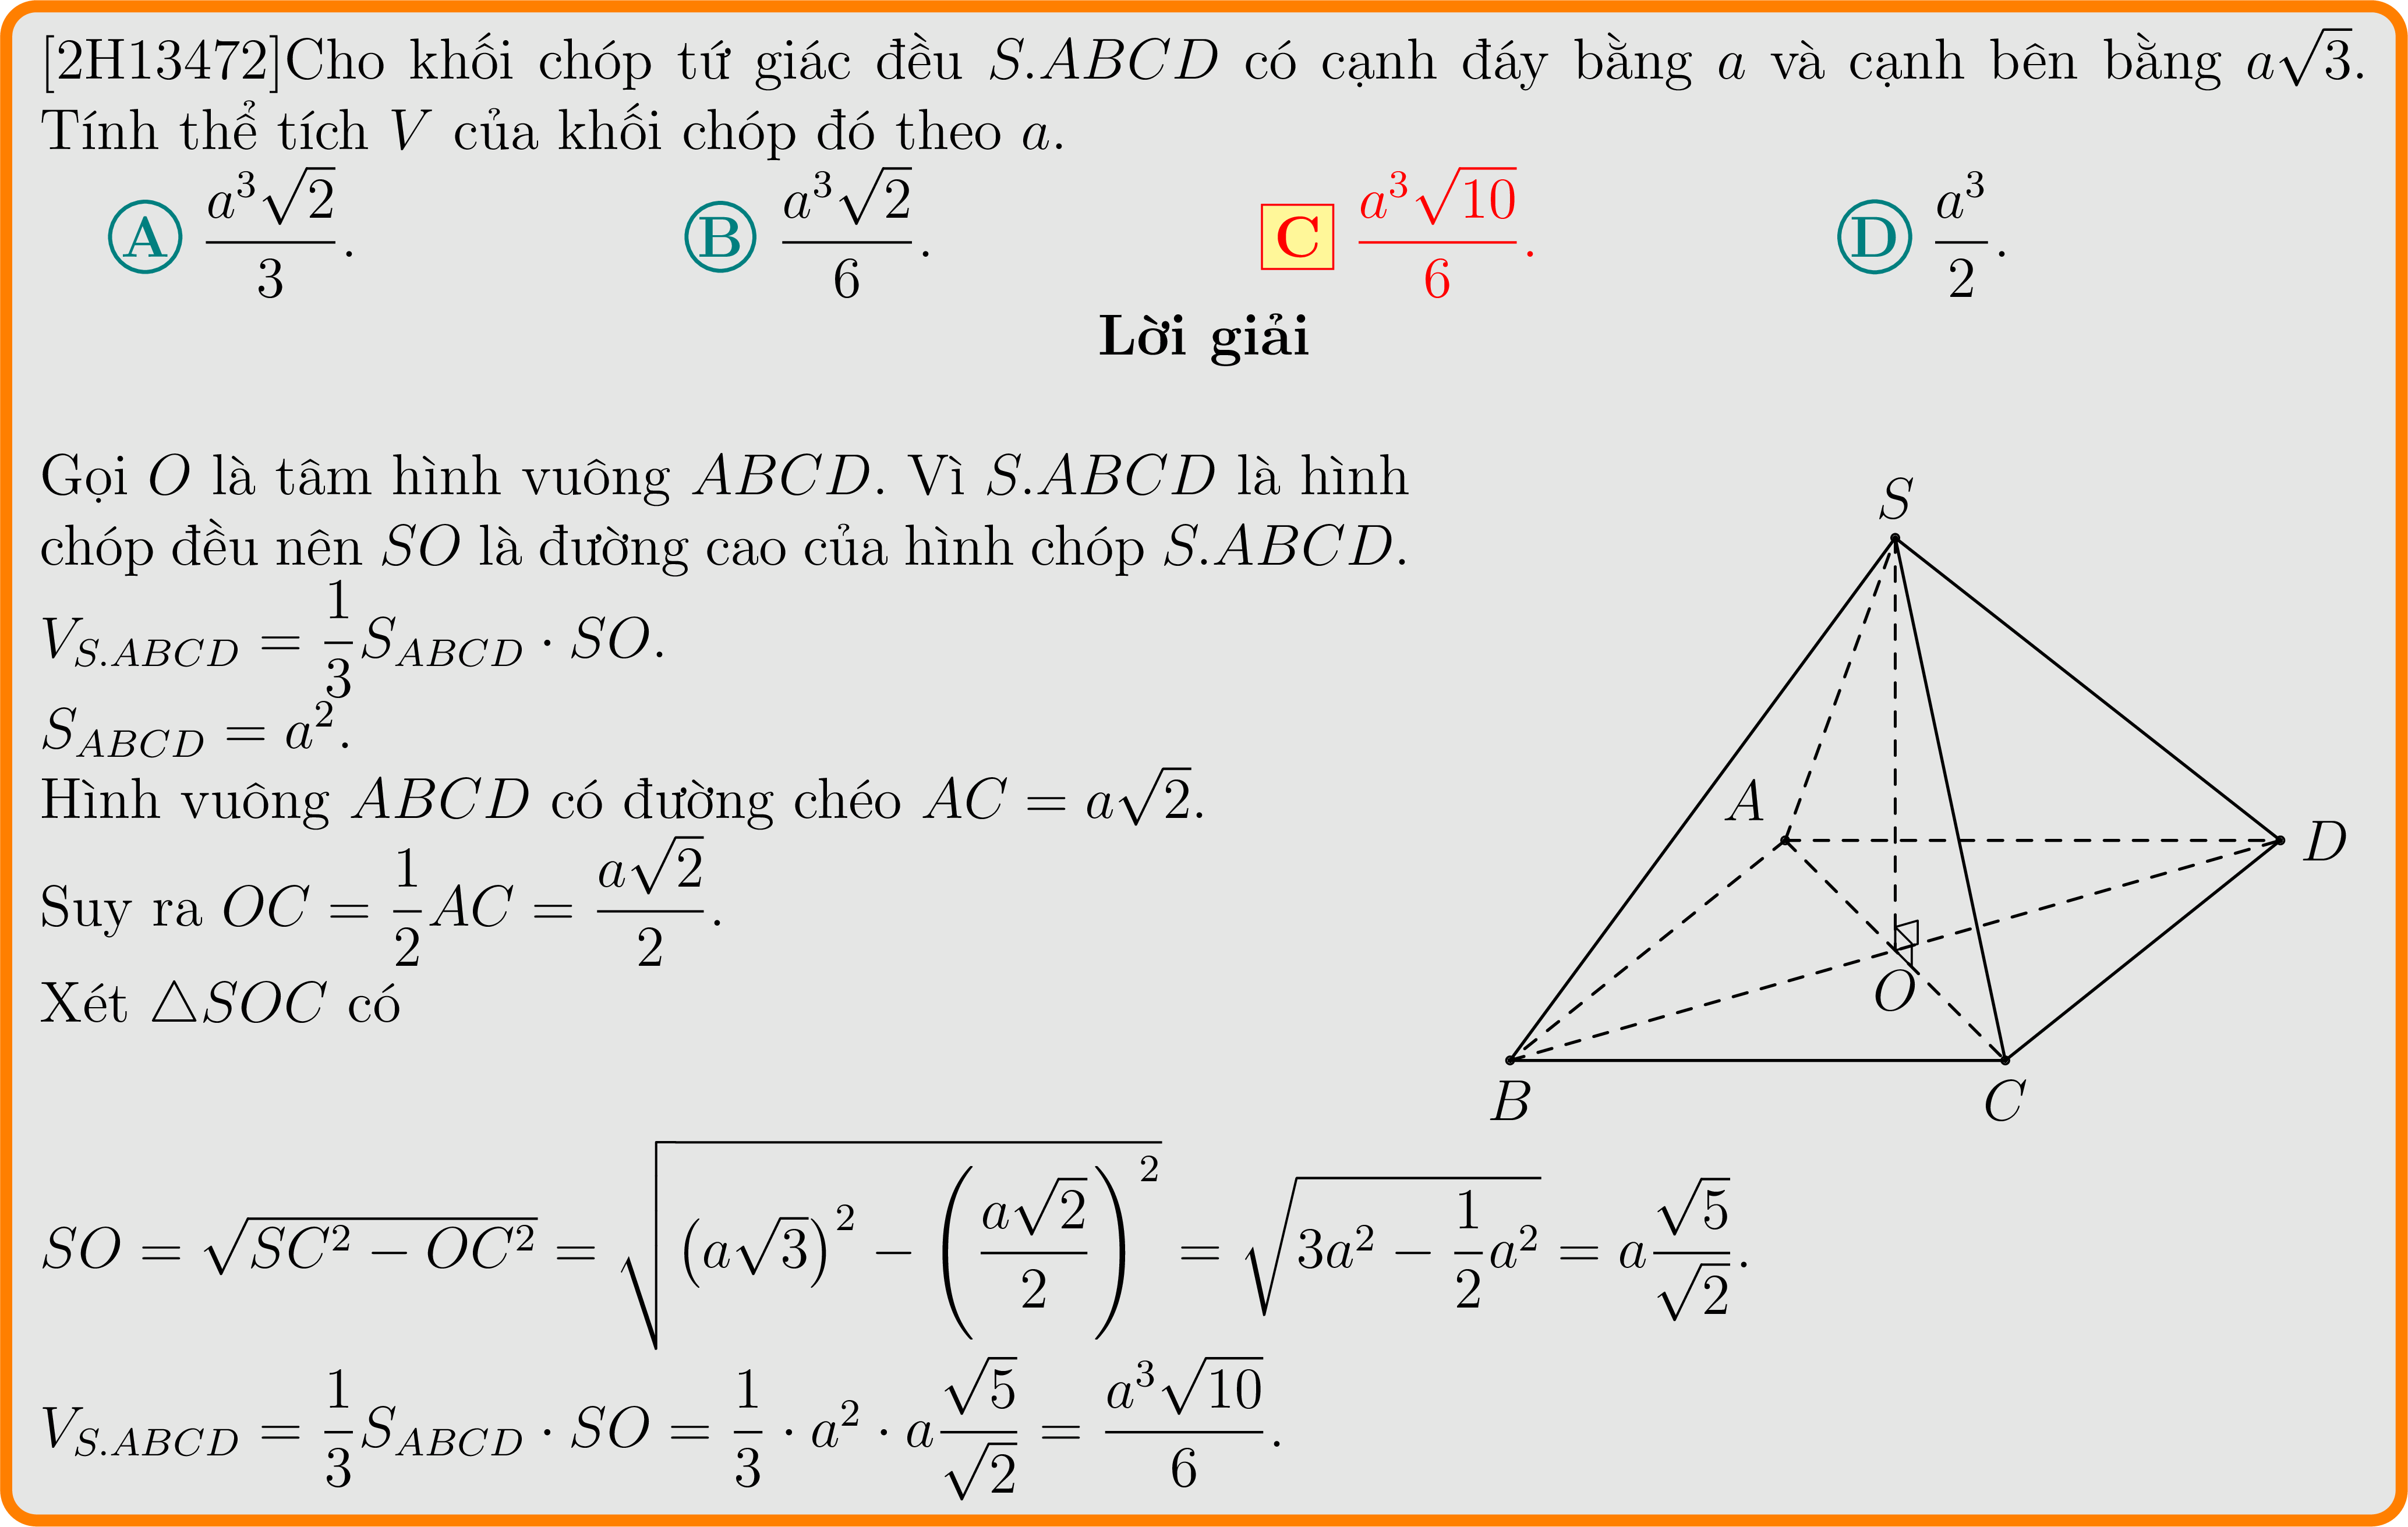 [2H13472]Cho khối chóp tứ giác đều S.ABCD có cạnh đáy bằng a và cạnh bên bằng a√3.
Tính thể tích V của khối chóp đó theo a.
A \frac{a^3\sqrt{2}}{3}. B \frac{a^3\sqrt{2}}{6}. C \frac{a^3\sqrt{10}}{6}. D \frac{a^3}{2}.
Lời giải
Gọi O là tâm hình vuông ABCD. Vì S.ABCD là hình
chóp đều nên SO là đường cao của hình chóp S.ABCD.
V_{S.ABCD} = \frac{1}{3}S_{ABCD} \cdot SO.
S_{ABCD} = a^2.
Hình vuông ABCD có đường chéo AC = a√2.
Suy ra OC = \frac{1}{2}AC = \frac{a\sqrt{2}}{2}.
Xét △SOC có
S
A
D
O
B
C
SO = \sqrt{SC^2 - OC^2} = \sqrt{(a\sqrt{3})^2 - \left(\frac{a\sqrt{2}}{2}\right)^2} = \sqrt{3a^2 - \frac{1}{2}a^2} = a\frac{\sqrt{5}}{\sqrt{2}}.
V_{S.ABCD} = \frac{1}{3}S_{ABCD} \cdot SO = \frac{1}{3} \cdot a^2 \cdot a\frac{\sqrt{5}}{\sqrt{2}} = \frac{a^3\sqrt{10}}{6}.